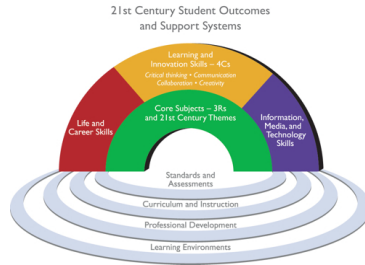 21st Century Student Outcomes
and Support Systems
Learning and
Innovation Skills – 4Cs
Critical thinking • Communication
Collaboration • Creativity
Core Subjects – 3Rs
and 21st Century Themes
Life and
Career Skills
Information,
Media, and
Technology
Skills
Standards and
Assessments
Curriculum and Instruction
Professional Development
Learning Environments